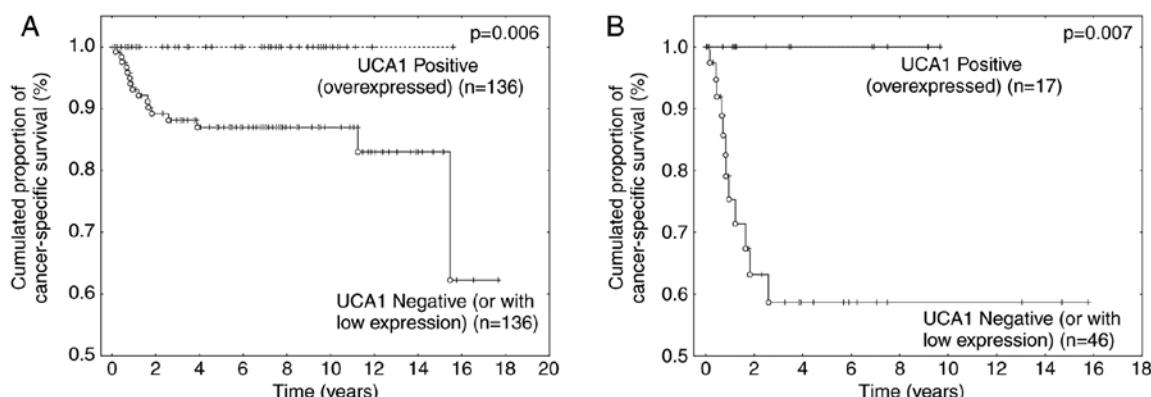 A
p=0.006
Cumulated proportion of
cancer-specific survival (%)
1.0
0.9
0.8
0.7
0.6
0.5
UCA1 Positive
(overexpressed) (n=136)
UCA1 Negative (or with
low expression) (n=136)
0 2 4 6 8 10 12 14 16 18 20
Time (years)
B
p=0.007
Cumulated proportion of
cancer-specific survival (%)
1.0
0.9
0.8
0.7
0.6
0.5
UCA1 Positive
(overexpressed) (n=17)
UCA1 Negative (or with
low expression) (n=46)
0 2 4 6 8 10 12 14 16 18
Time (years)